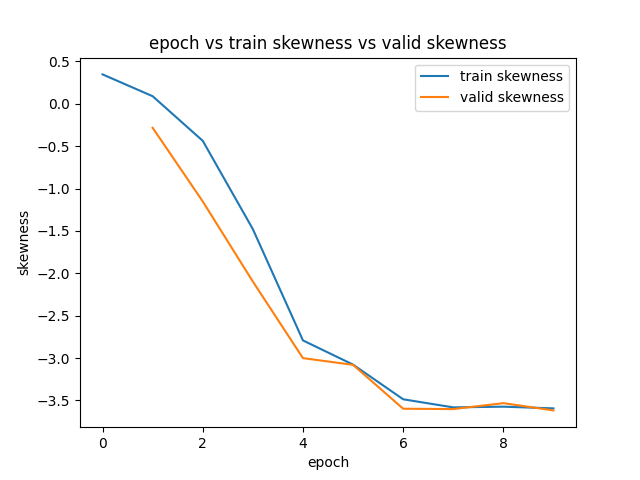 epoch vs train skewness vs valid skewness
train skewness
valid skewness
0.5
0.0
−0.5
−1.0
−1.5
−2.0
−2.5
−3.0
−3.5
skewness
0 2 4 6 8
epoch